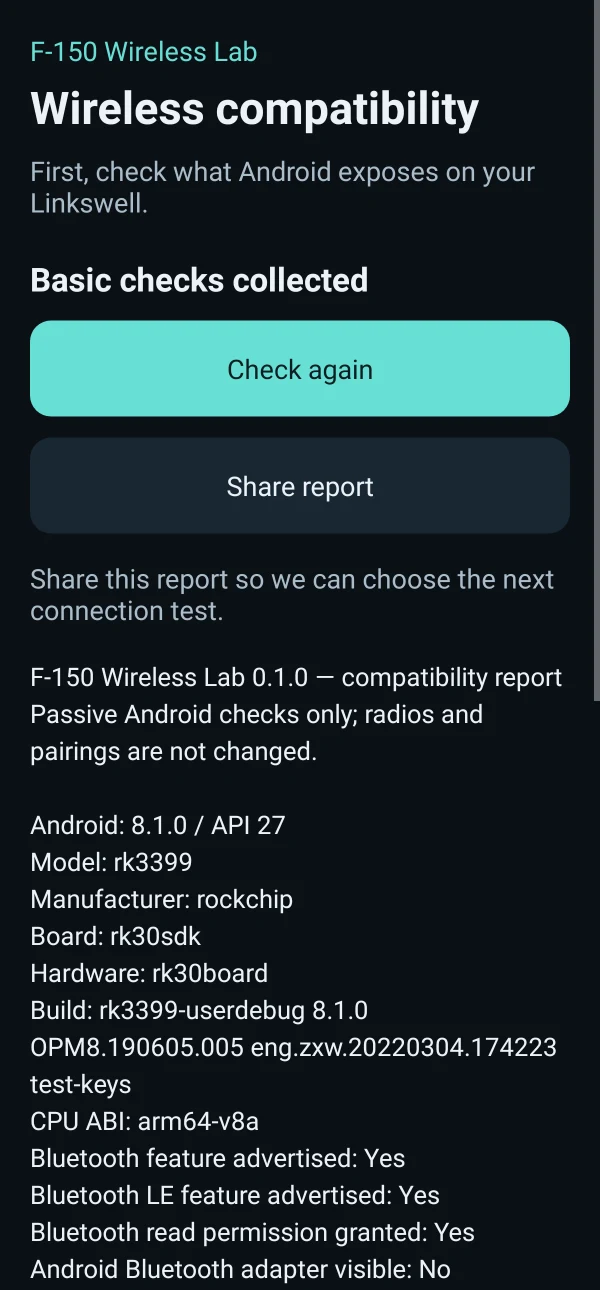 F-150 Wireless Lab
Wireless compatibility
First, check what Android exposes on your
Linkswell.
Basic checks collected
Check again
Share report
Share this report so we can choose the next
connection test.
F-150 Wireless Lab 0.1.0 — compatibility report
Passive Android checks only; radios and
pairings are not changed.
Android: 8.1.0 / API 27
Model: rk3399
Manufacturer: rockchip
Board: rk30sdk
Hardware: rk30board
Build: rk3399-userdebug 8.1.0
OPM8.190605.005 eng.zxw.20220304.174223
test-keys
CPU ABI: arm64-v8a
Bluetooth feature advertised: Yes
Bluetooth LE feature advertised: Yes
Bluetooth read permission granted: Yes
Android Bluetooth adapter visible: No